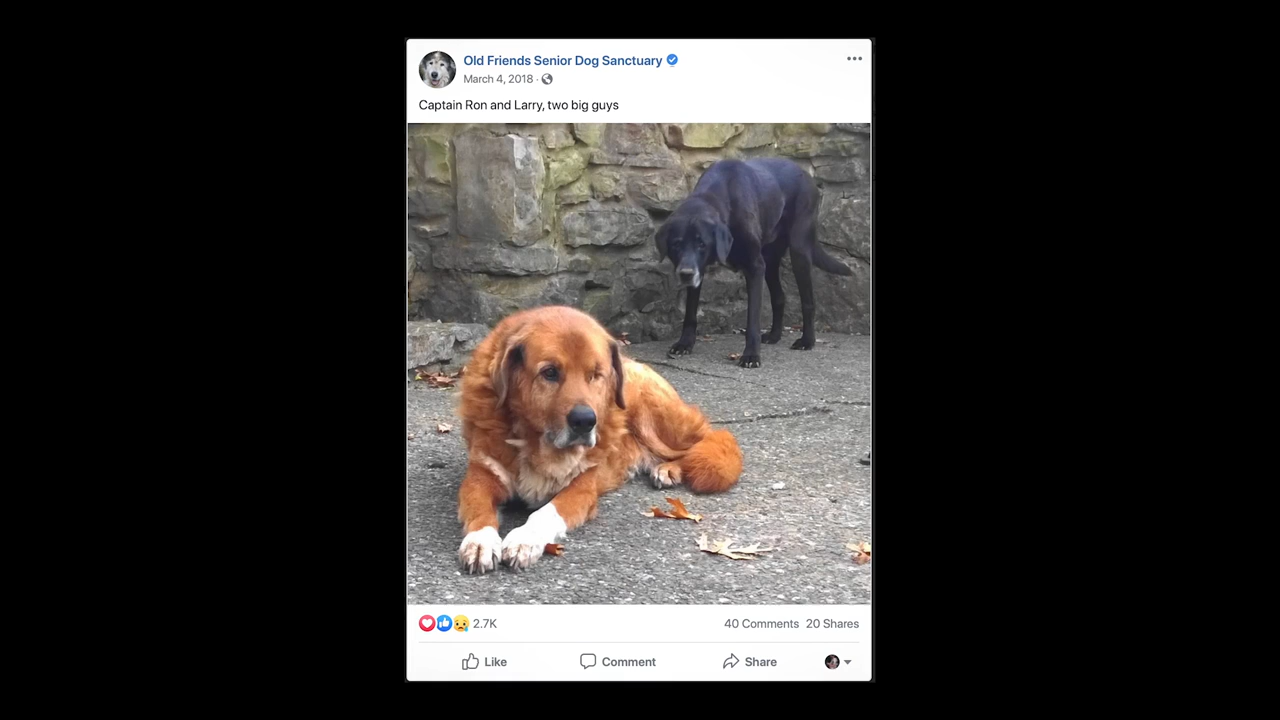 Old Friends Senior Dog Sanctuary
March 4, 2018 ·
Captain Ron and Larry, two big guys
2.7K 40 Comments 20 Shares
Like Comment Share